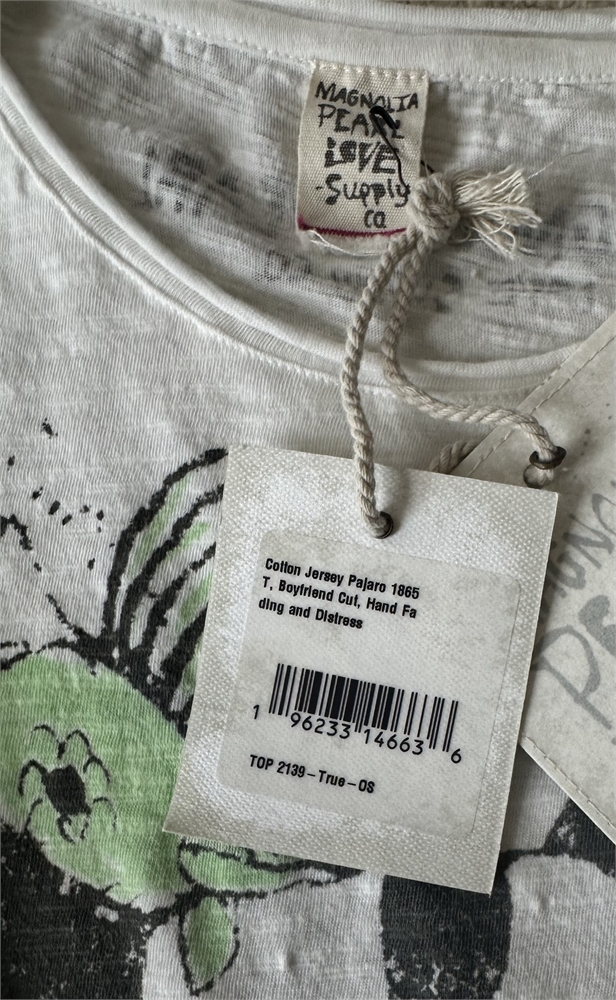 MAGNOLIA
PEARL
LOVE
-Supply
co
Cotton Jersey Pajaro 1865
T, Boyfriend Cut, Hand Fa
ding and Distress
1 96233 14663 6
TOP 2139-True-OS